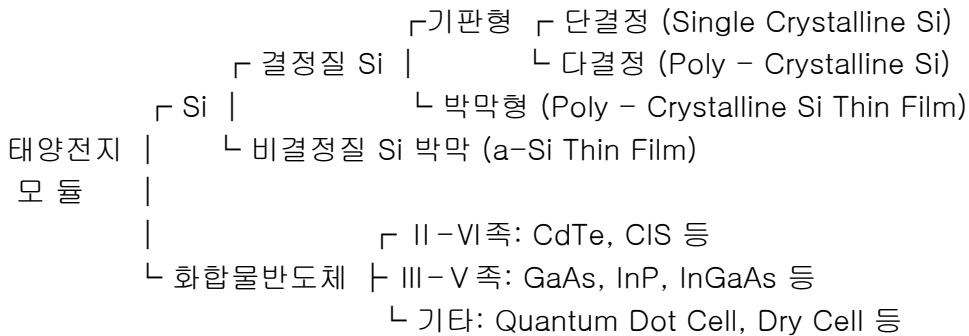 ┌기판형 ┌ 단결정 (Single Crystalline Si)
┌ 결정질 Si | └ 다결정 (Poly - Crystalline Si)
┌ Si | └ 박막형 (Poly - Crystalline Si Thin Film)
태양전지 | └ 비결정질 Si 박막 (a-Si Thin Film)
모 듈 |
| ┌ Ⅱ-Ⅵ족: CdTe, CIS 등
└ 화합물반도체 ├ Ⅲ-Ⅴ족: GaAs, InP, InGaAs 등
└ 기타: Quantum Dot Cell, Dry Cell 등